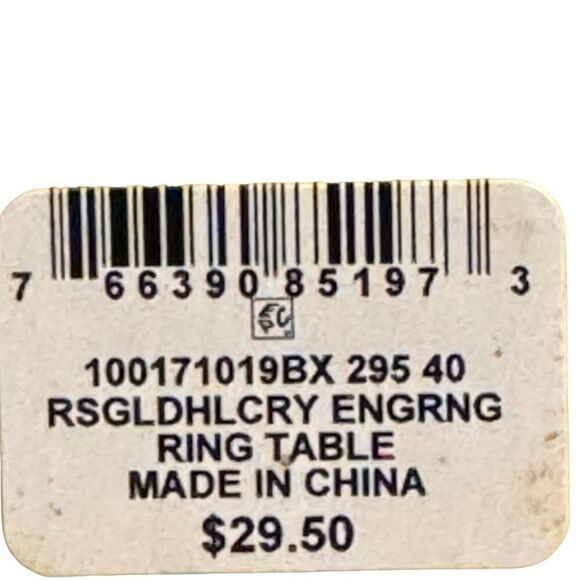 7 66390 85197 3
100171019BX 295 40
RSGLDHLCRY ENGRNG
RING TABLE
MADE IN CHINA
$29.50